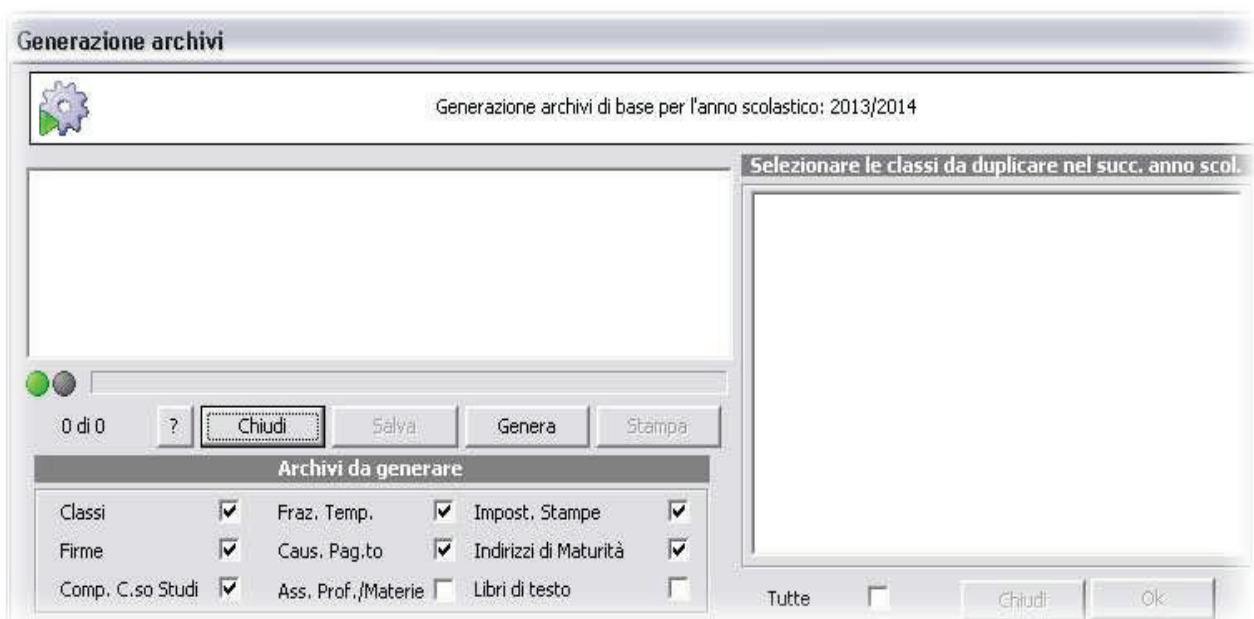 Generazione archivi
Generazione archivi di base per l'anno scolastico: 2013/2014
Selezionare le classi da duplicare nel succ. anno scol.
0 di 0 ? Chiudi Salva Genera Stampa
Archivi da generare
Classi Fraz. Temp. Impost. Stampe
Firme Caus. Pag.to Indirizzi di Maturità
Comp. C.so Studi Ass. Prof./Materie Libri di testo
Tutte Chiudi Ok